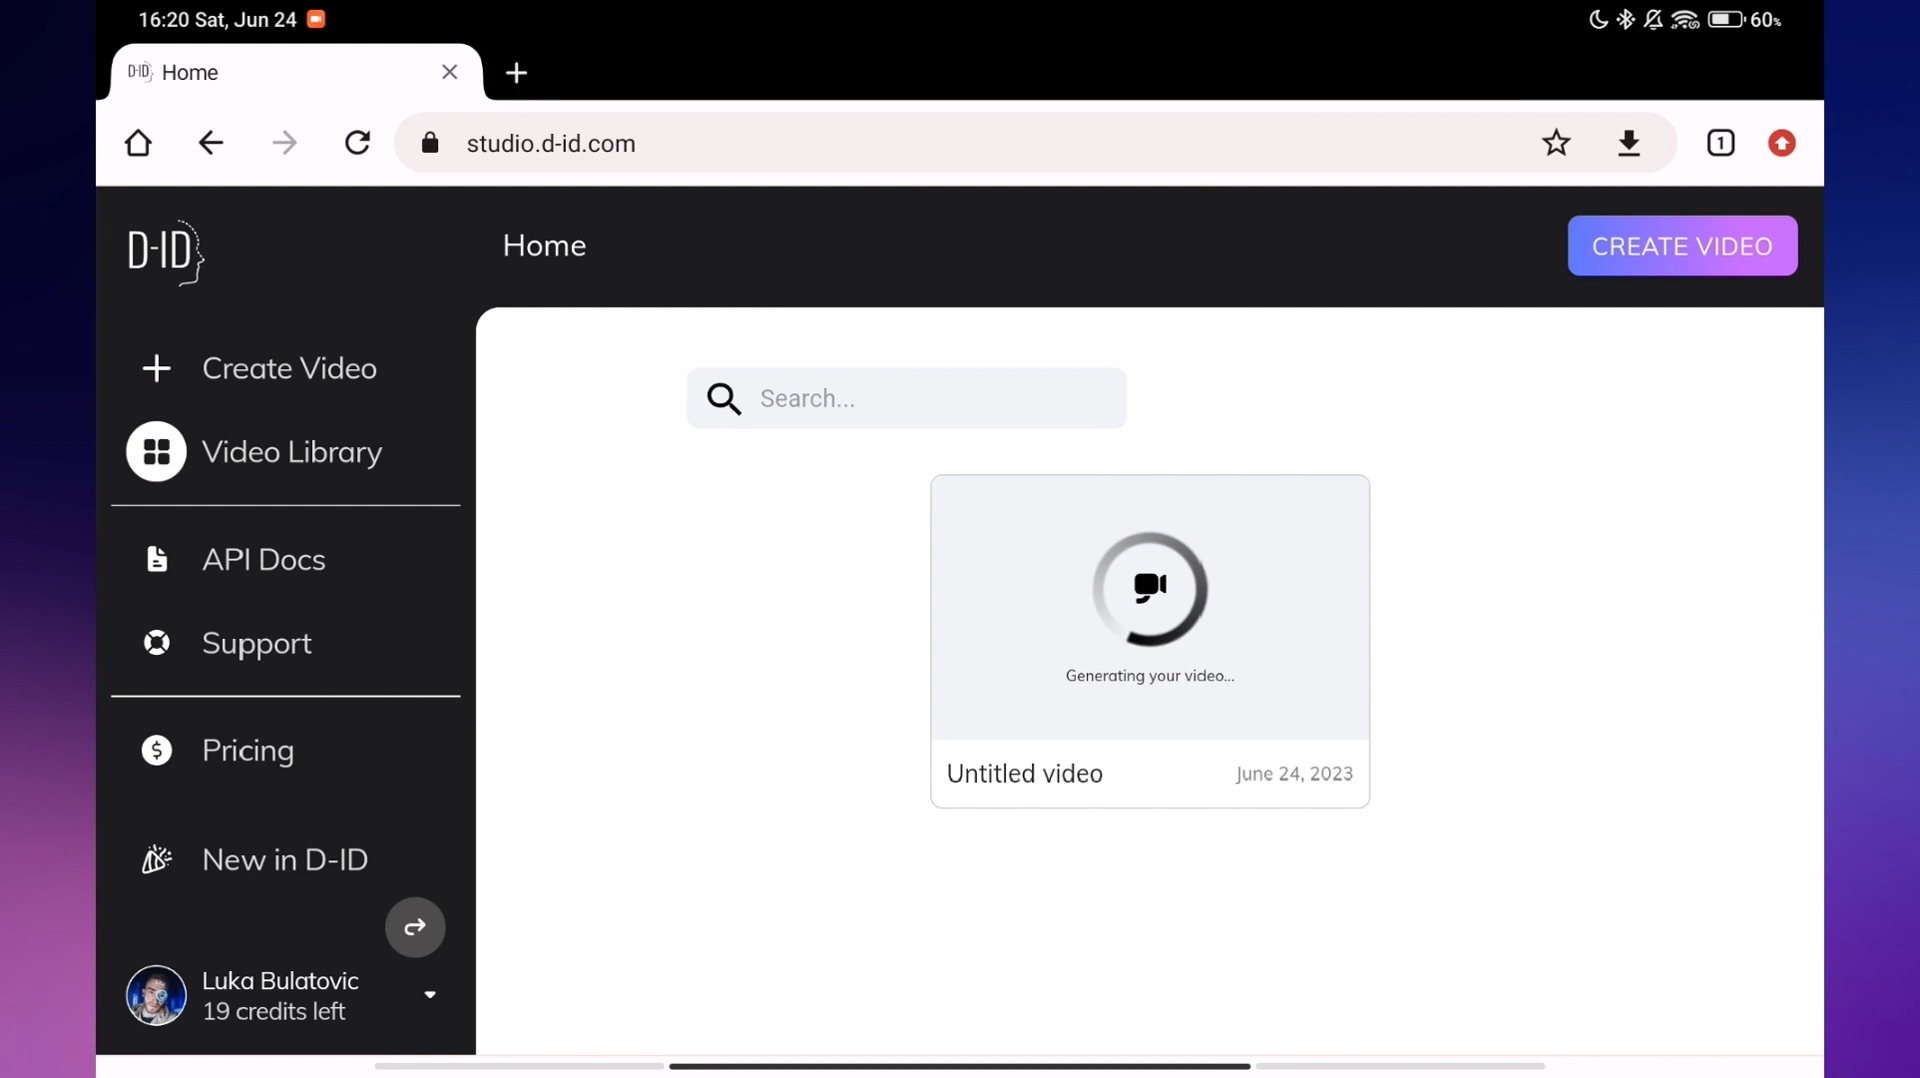 16:20 Sat, Jun 24
60%
D-ID Home
1
studio.d-id.com
D-ID
Home
CREATE VIDEO
Create Video
Video Library
API Docs
Support
Pricing
New in D-ID
Luka Bulatovic
19 credits left
Search...
Generating your video...
Untitled video
June 24, 2023